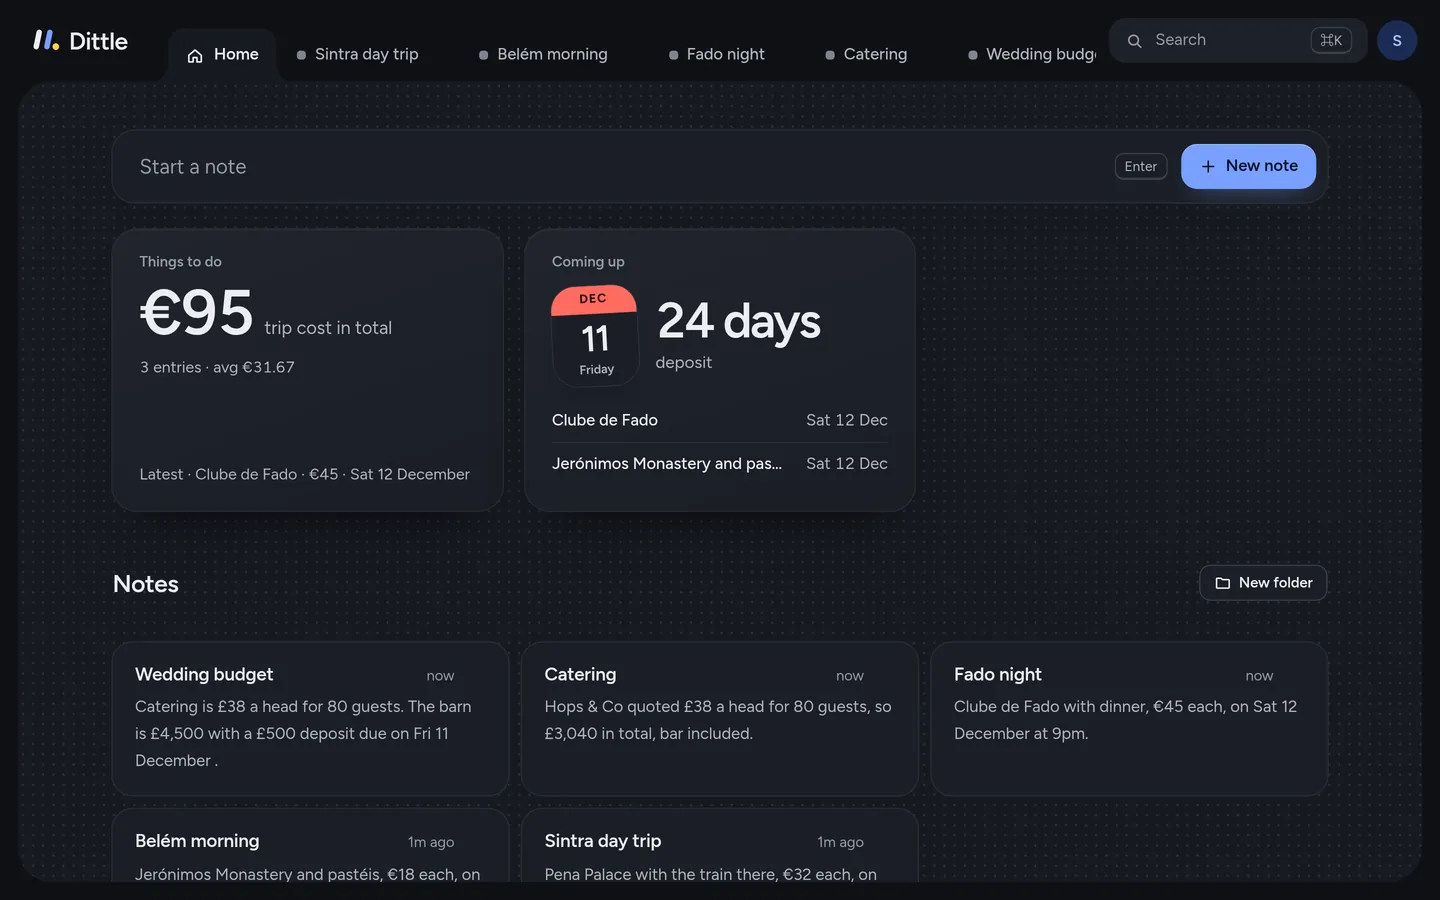 Dittle
Home
Sintra day trip
Belém morning
Fado night
Catering
Wedding budg
Search
⌘K
S
Start a note
Enter
+ New note
Things to do
€95 trip cost in total
3 entries · avg €31.67
Latest · Clube de Fado · €45 · Sat 12 December
Coming up
DEC
11
Friday
24 days
deposit
Clube de Fado Sat 12 Dec
Jerónimos Monastery and pas... Sat 12 Dec
Notes
New folder
Wedding budget now
Catering is £38 a head for 80 guests. The barn
is £4,500 with a £500 deposit due on Fri 11
December .
Catering now
Hops & Co quoted £38 a head for 80 guests, so
£3,040 in total, bar included.
Fado night now
Clube de Fado with dinner, €45 each, on Sat 12
December at 9pm.
Belém morning 1m ago
Jerónimos Monastery and pastéis, €18 each, on
Sintra day trip 1m ago
Pena Palace with the train there, €32 each, on